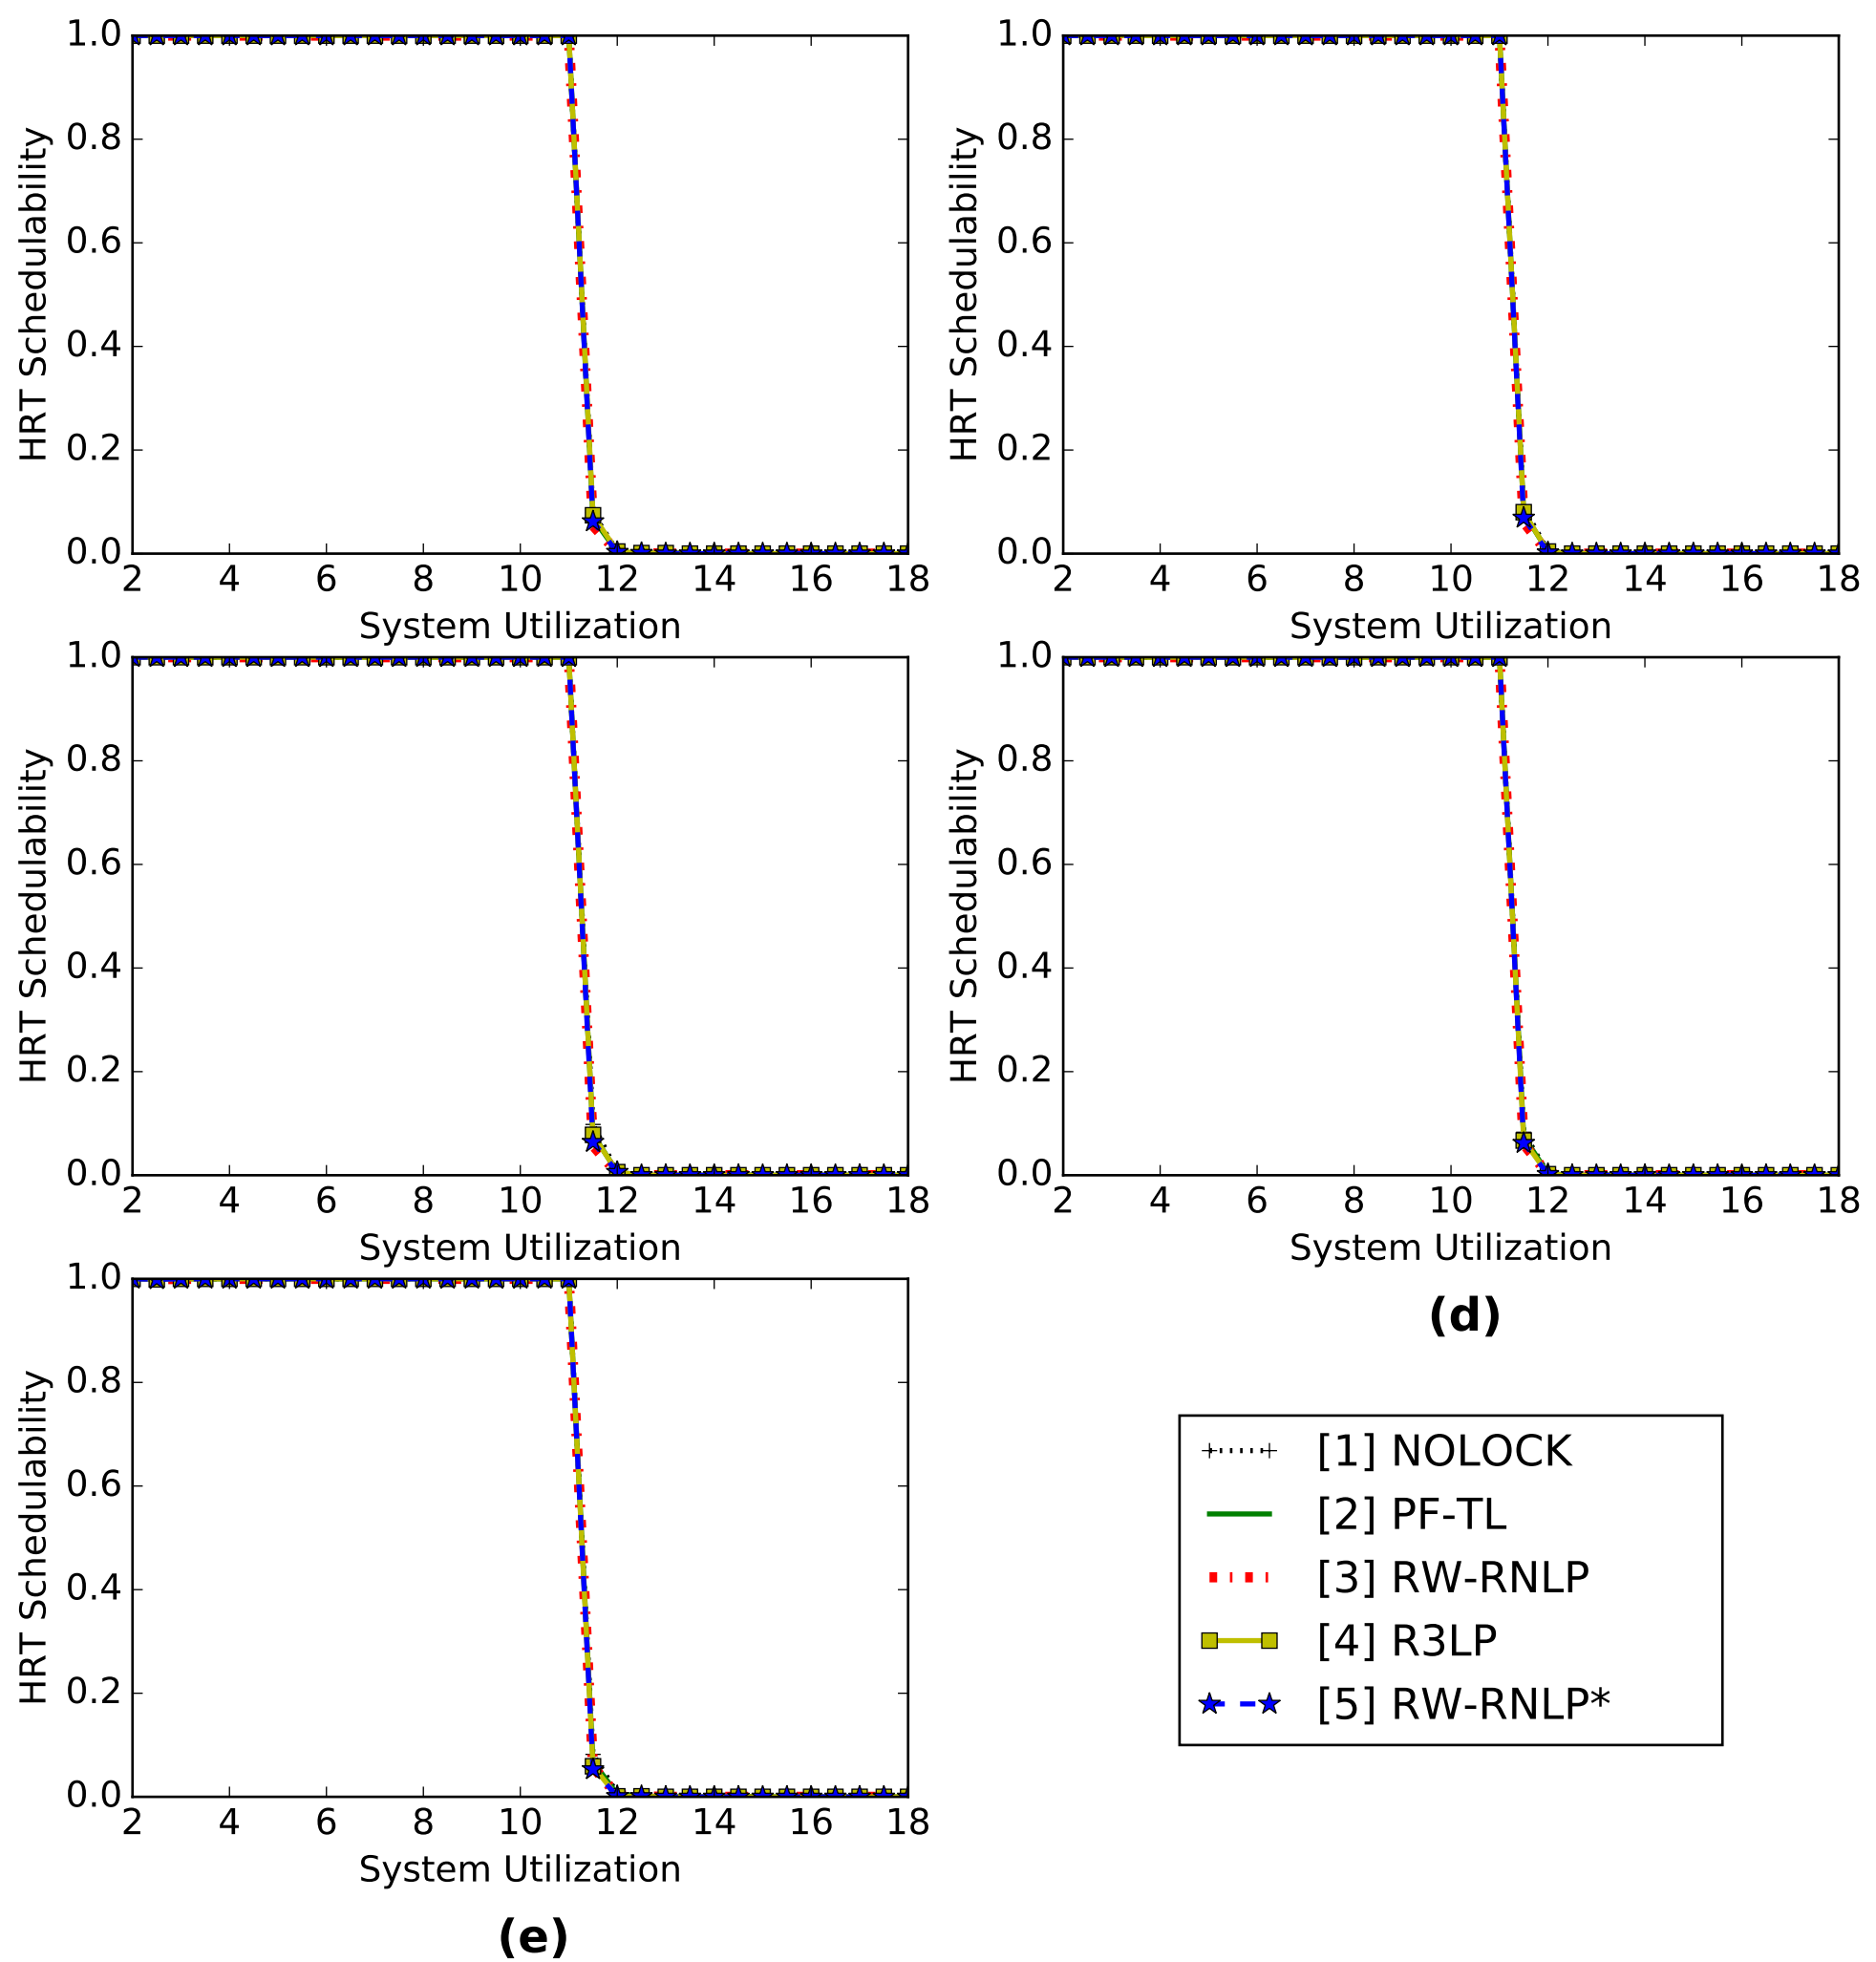 1.0
0.8
0.6
0.4
0.2
0.0
HRT Schedulability
2 4 6 8 10 12 14 16 18
System Utilization
1.0
0.8
0.6
0.4
0.2
0.0
HRT Schedulability
2 4 6 8 10 12 14 16 18
System Utilization
1.0
0.8
0.6
0.4
0.2
0.0
HRT Schedulability
2 4 6 8 10 12 14 16 18
System Utilization
1.0
0.8
0.6
0.4
0.2
0.0
HRT Schedulability
2 4 6 8 10 12 14 16 18
System Utilization
(d)
1.0
0.8
0.6
0.4
0.2
0.0
HRT Schedulability
2 4 6 8 10 12 14 16 18
System Utilization
(e)
[1] NOLOCK
[2] PF-TL
[3] RW-RNLP
[4] R3LP
[5] RW-RNLP*